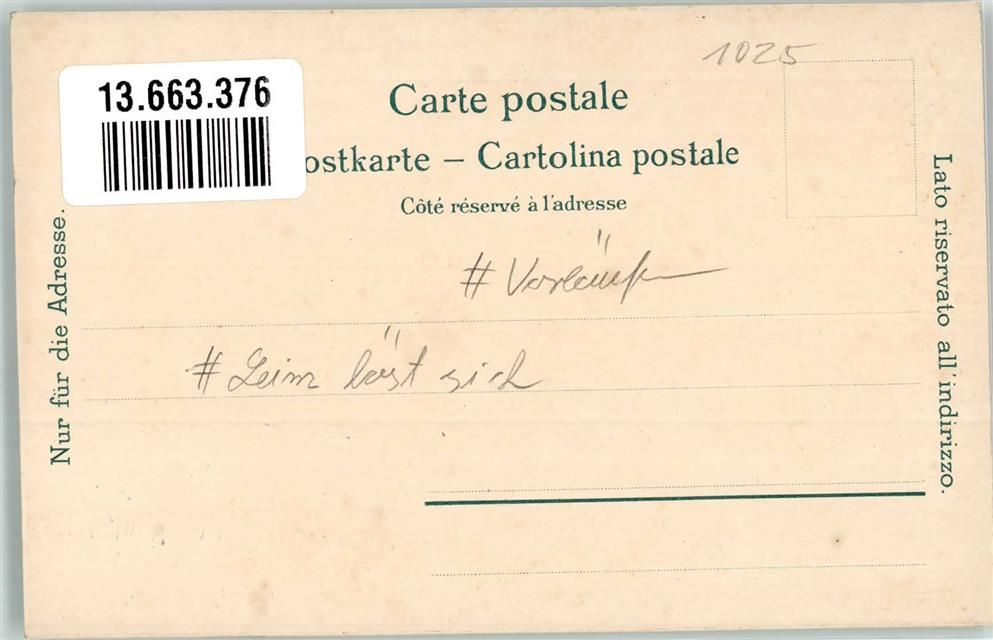 1025
13.663.376
Carte postale
ostkarte – Cartolina postale
Côté réservé à l'adresse
Nur für die Adresse.
Lato riservato all'indirizzo.
# Vorläufer
# Leim löst sich